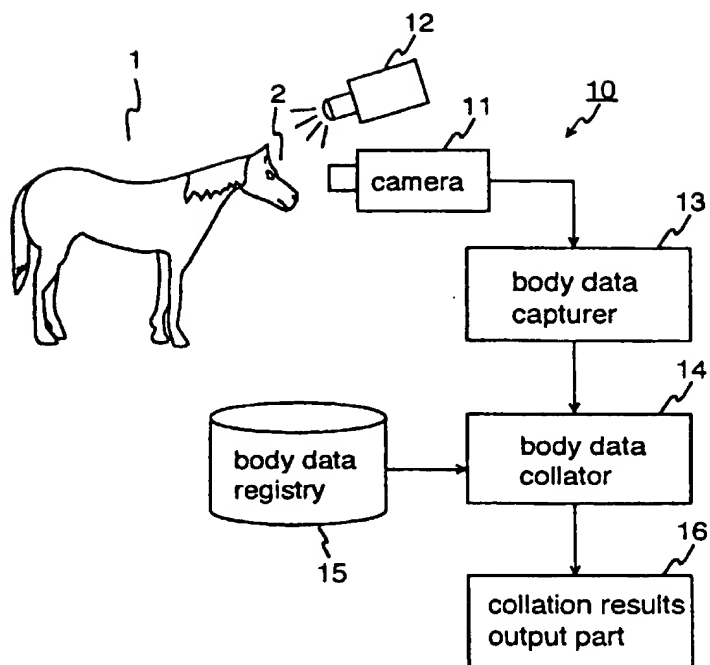 12
1
2
10
11
camera
13
body data
capturer
14
body data
collator
body data
registry
15
16
collation results
output part